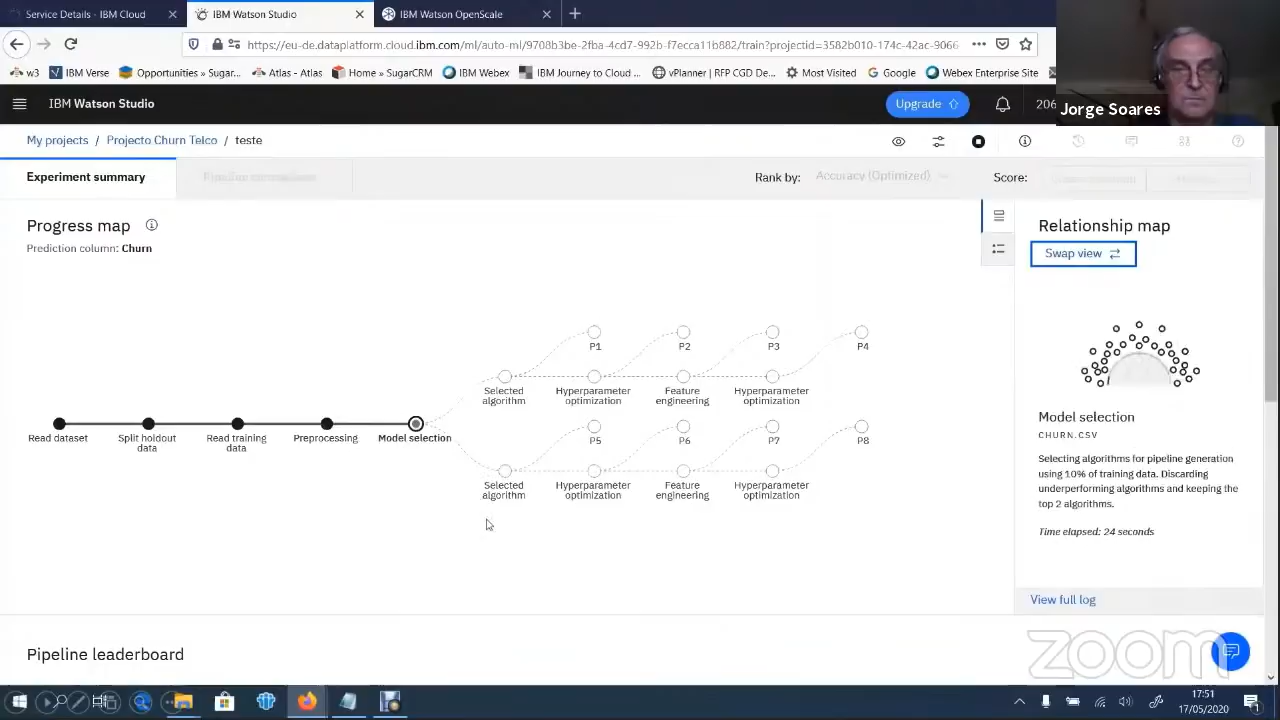 Service Details - IBM Cloud
IBM Watson Studio
IBM Watson OpenScale
https://eu-de.dataplatform.cloud.ibm.com/ml/auto-ml/9708b3be-2fba-4cd7-992b-f7ecca11b882/train?projectid=3582b010-174c-42ac-9066
w3
IBM Verse
Opportunities » Sugar...
Atlas - Atlas
Home » SugarCRM
IBM Webex
IBM Journey to Cloud ...
vPlanner | RFP CGD De...
Most Visited
Google
Webex Enterprise Site
Jorge Soares
IBM Watson Studio
Upgrade
206
My projects / Projecto Churn Telco / teste
Experiment summary
Rank by: Accuracy (Optimized)
Score:
Progress map
Prediction column: Churn
Relationship map
Swap view
P1 P2 P3 P4
Selected algorithm
Hyperparameter optimization
Feature engineering
Hyperparameter optimization
Read dataset
Split holdout data
Read training data
Preprocessing
Model selection
P5 P6 P7 P8
Selected algorithm
Hyperparameter optimization
Feature engineering
Hyperparameter optimization
Model selection
CHURN.CSV
Selecting algorithms for pipeline generation
using 10% of training data. Discarding
underperforming algorithms and keeping the
top 2 algorithms.
Time elapsed: 24 seconds
View full log
Pipeline leaderboard
zoom
17:51
17/05/2020